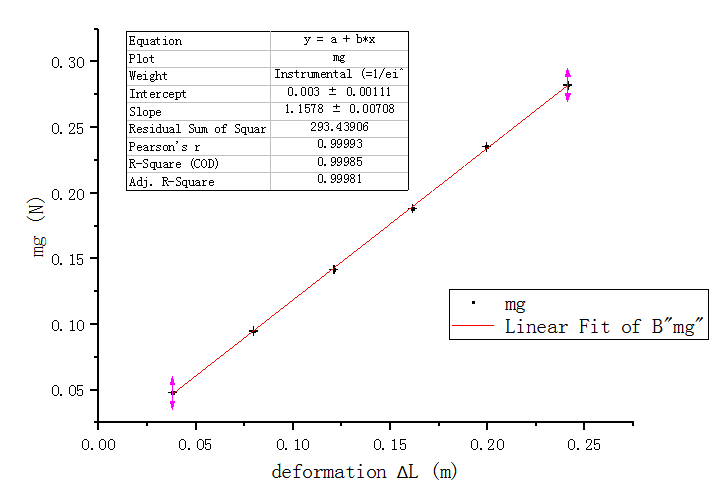 Equation y = a + b*x
Plot mg
Weight Instrumental (=1/ei^
Intercept 0.003 ± 0.00111
Slope 1.1578 ± 0.00708
Residual Sum of Squar 293.43906
Pearson's r 0.99993
R-Square (COD) 0.99985
Adj. R-Square 0.99981
0.30
0.25
0.20
0.15
0.10
0.05
mg (N)
mg
Linear Fit of B"mg"
0.00 0.05 0.10 0.15 0.20 0.25
deformation ΔL (m)